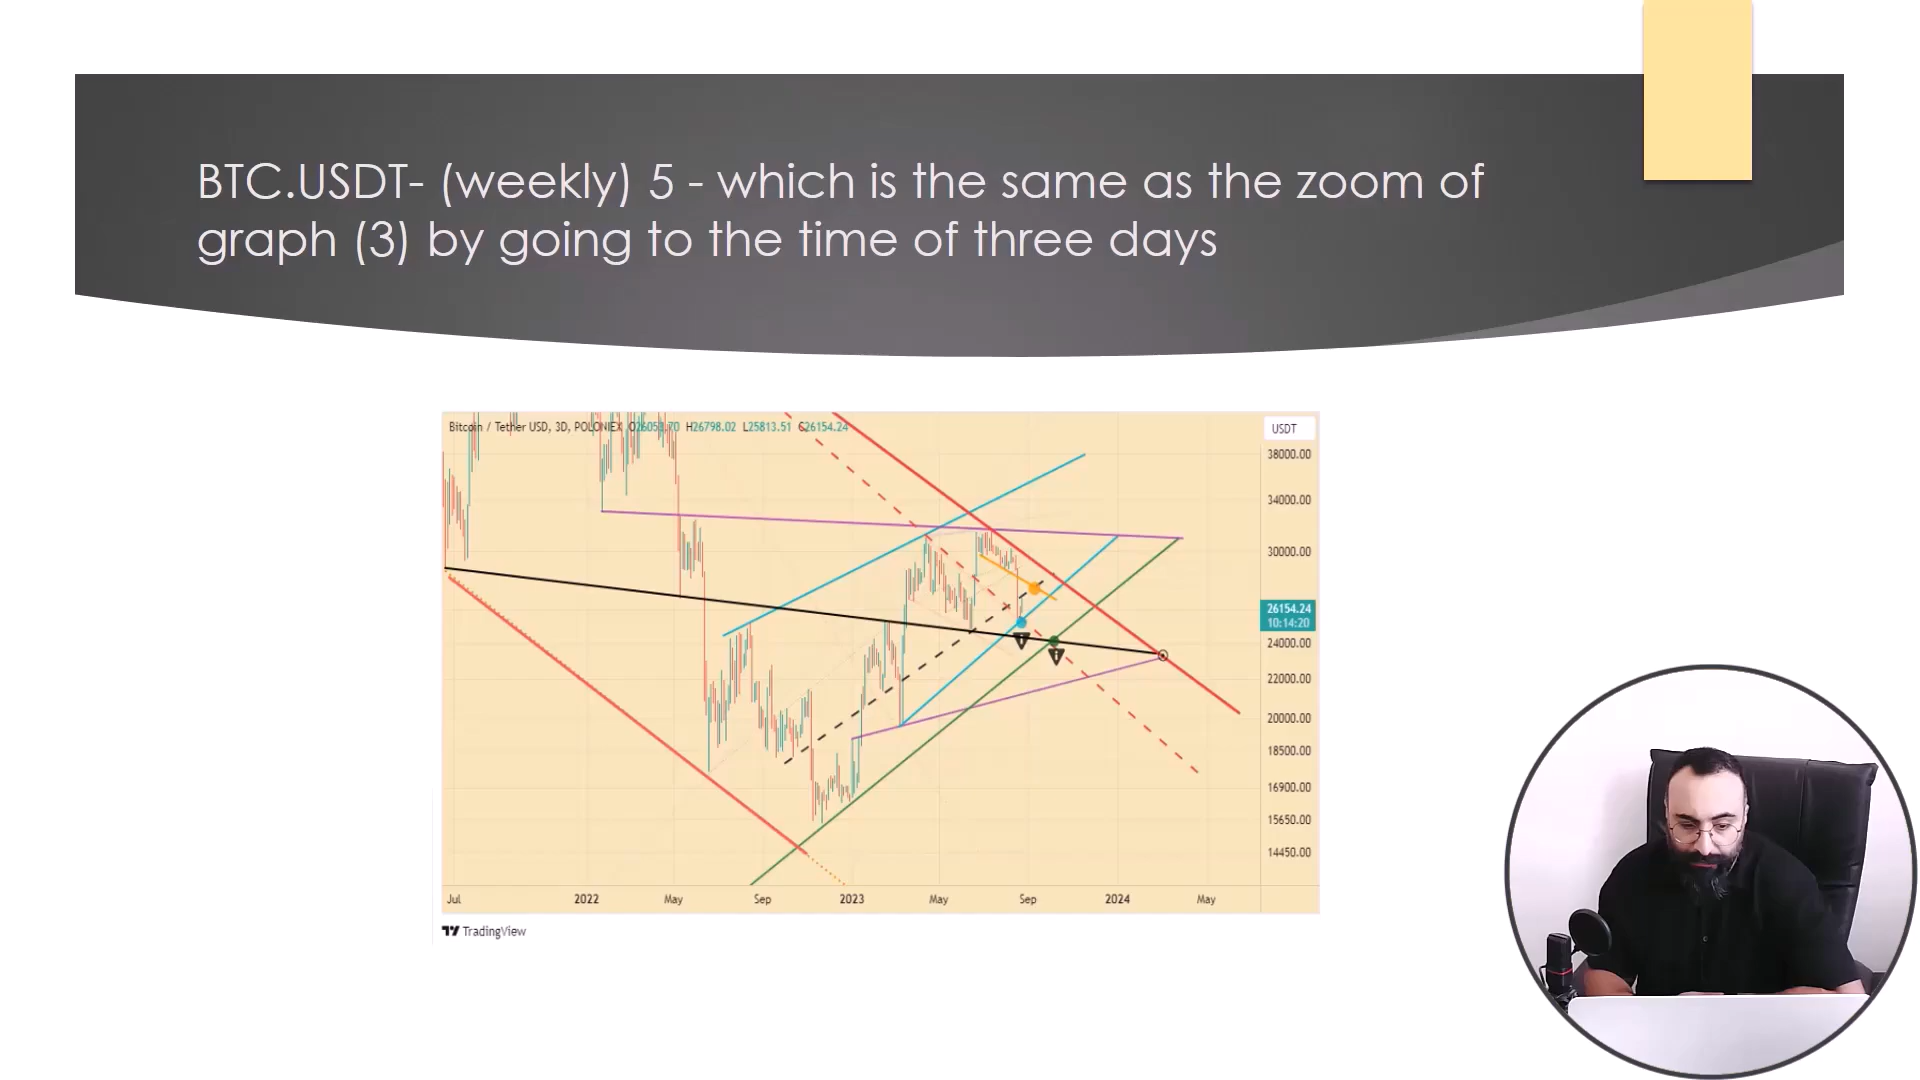 BTC.USDT- (weekly) 5 - which is the same as the zoom of
graph (3) by going to the time of three days
Bitcoin / Tether USD, 3D, POLONIEX O26053.70 H26798.02 L25813.51 C26154.24
USDT
38000.00
34000.00
30000.00
26154.24
10:14:20
24000.00
22000.00
20000.00
18500.00
16900.00
15650.00
14450.00
Jul 2022 May Sep 2023 May Sep 2024 May
TradingView